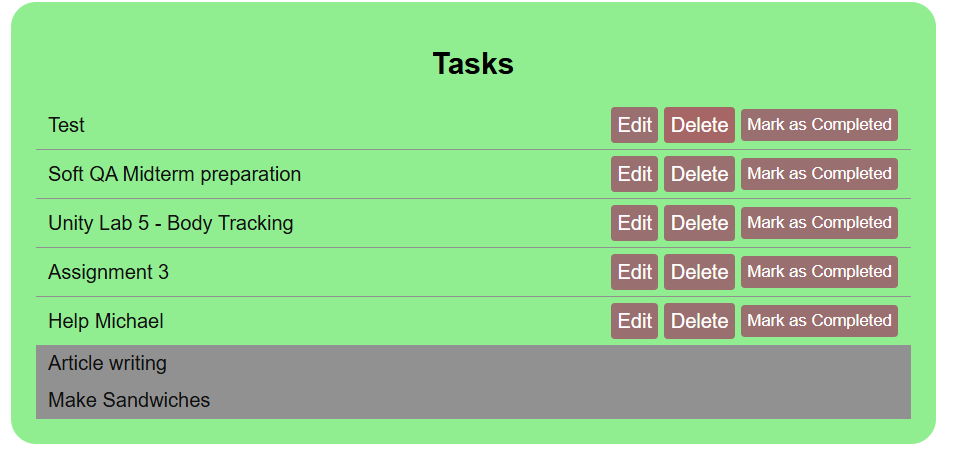 Tasks
Test Edit Delete Mark as Completed
Soft QA Midterm preparation Edit Delete Mark as Completed
Unity Lab 5 - Body Tracking Edit Delete Mark as Completed
Assignment 3 Edit Delete Mark as Completed
Help Michael Edit Delete Mark as Completed
Article writing
Make Sandwiches